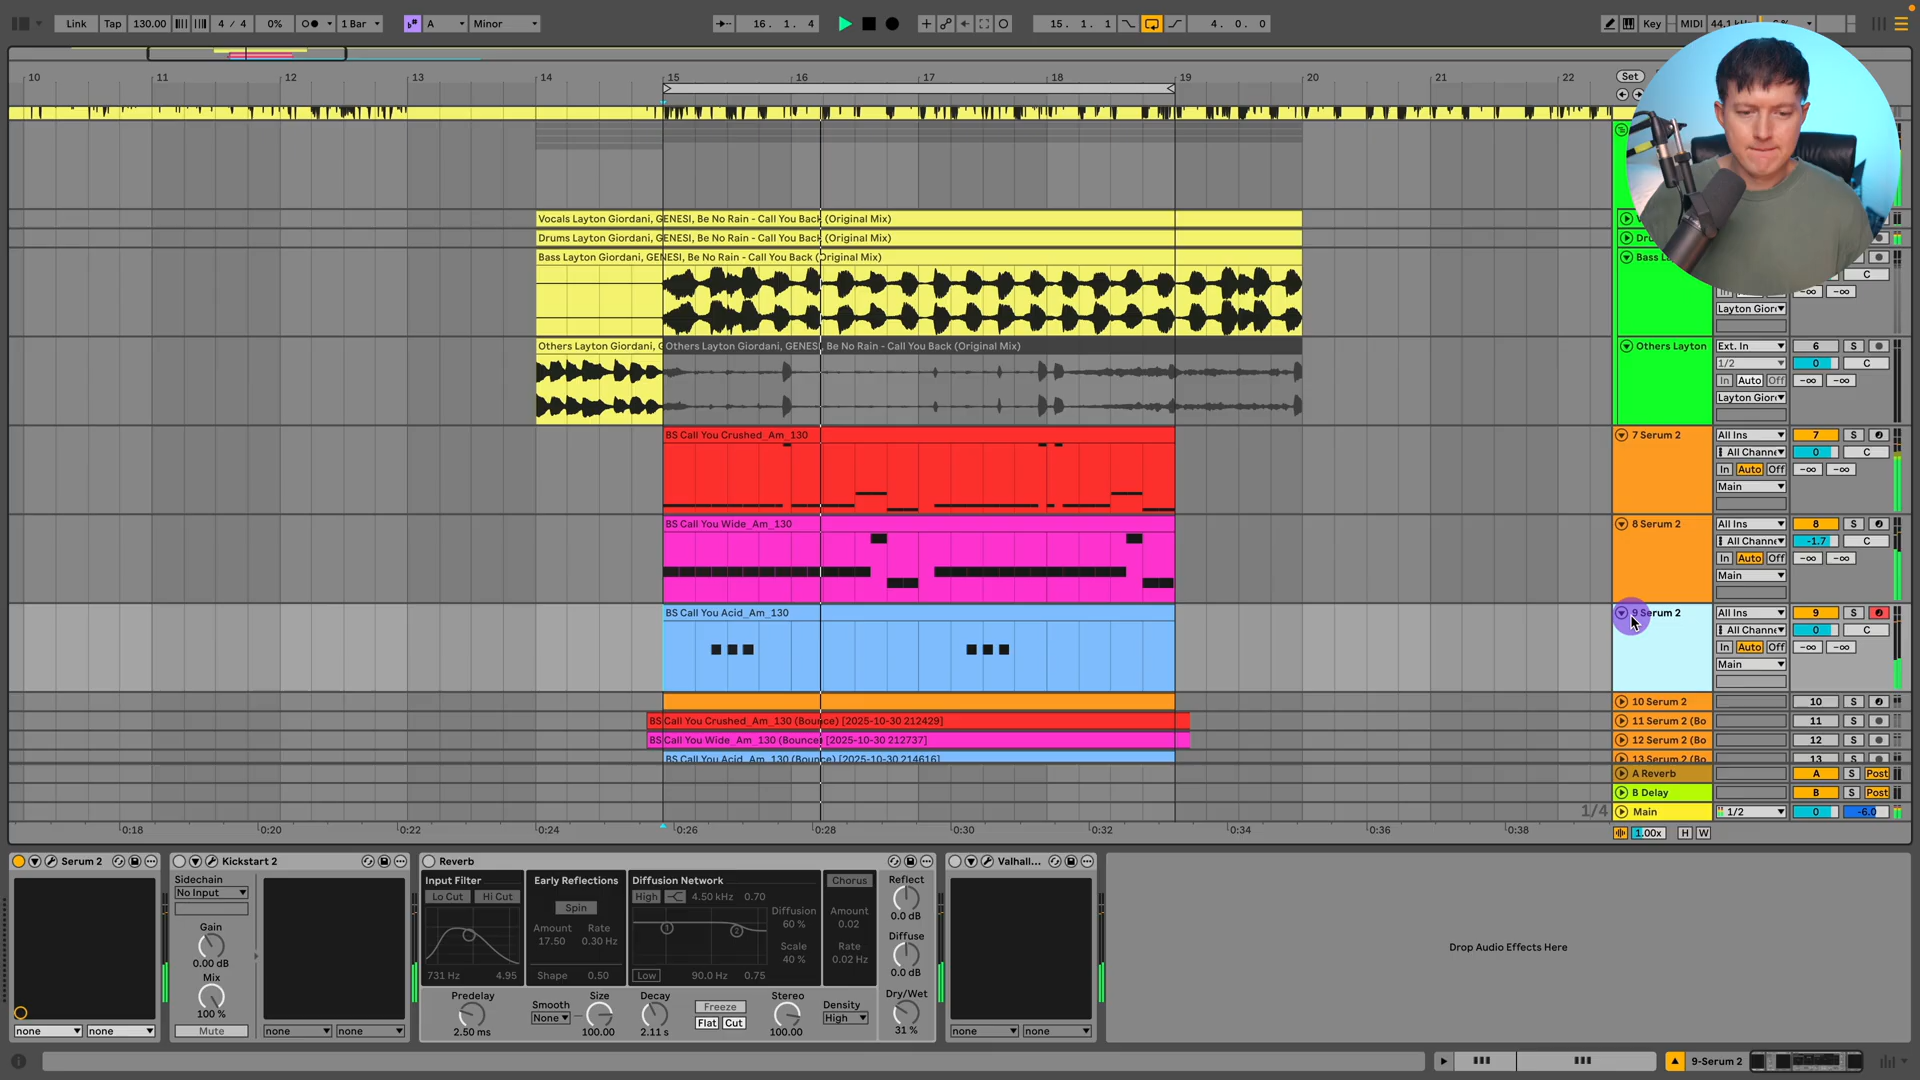 Link Tap 130.00 4 / 4 0% 1 Bar A Minor 16. 1. 4 15. 1. 1 4. 0. 0 Key MIDI
10 11 12 13 14 15 16 17 18 19 20 21 22 Set
Vocals Layton Giordani, GENESI, Be No Rain - Call You Back (Original Mix)
Drums Layton Giordani, GENESI, Be No Rain - Call You Back (Original Mix)
Bass Layton Giordani, GENESI, Be No Rain - Call You Back (Original Mix)
C
-∞ -∞
Others Layton Giordani, G Others Layton Giordani, GENESI, Be No Rain - Call You Back (Original Mix) Others Layton Ext. In 6 S
1/2 0 C
In Auto Off -∞ -∞
BS Call You Crushed_Am_130 7 Serum 2 All Ins 7 S
All Channe 0 C
In Auto Off -∞ -∞
Main
BS Call You Wide_Am_130 8 Serum 2 All Ins 8 S
All Channe -1.7 C
In Auto Off -∞ -∞
Main
BS Call You Acid_Am_130 9 Serum 2 All Ins 9 S
All Channe 0 C
In Auto Off -∞ -∞
Main
10 Serum 2 10 S
BS Call You Crushed_Am_130 (Bounce) [2025-10-30 212429] 11 Serum 2 (Bo 11 S
BS Call You Wide_Am_130 (Bounce) [2025-10-30 212737] 12 Serum 2 (Bo 12 S
BS Call You Acid_Am_130 (Bounce) [2025-10-30 214616] 13 Serum 2 (Bo 13 S
A Reverb A S Post
B Delay B S Post
1/4 Main 1/2 0 -6.0
0:18 0:20 0:22 0:24 0:26 0:28 0:30 0:32 0:34 0:36 0:38 1.00x H W
Serum 2 Kickstart 2 Reverb Valhall...
Sidechain
No Input
Gain
0.00 dB
Mix
100 %
Mute
none none none none
Input Filter Early Reflections Diffusion Network Chorus Reflect
Lo Cut Hi Cut Spin High 4.50 kHz 0.70 0.0 dB
Amount Rate Diffusion Amount
17.50 0.30 Hz 60 % 0.02
Diffuse
Scale Rate 0.0 dB
40 % 0.02 Hz
731 Hz 4.95 Shape 0.50 Low 90.0 Hz 0.75
Predelay Smooth Size Decay Freeze Stereo Density Dry/Wet
2.50 ms None 100.00 2.11 s Flat Cut 100.00 High 31 %
none none
Drop Audio Effects Here
9-Serum 2